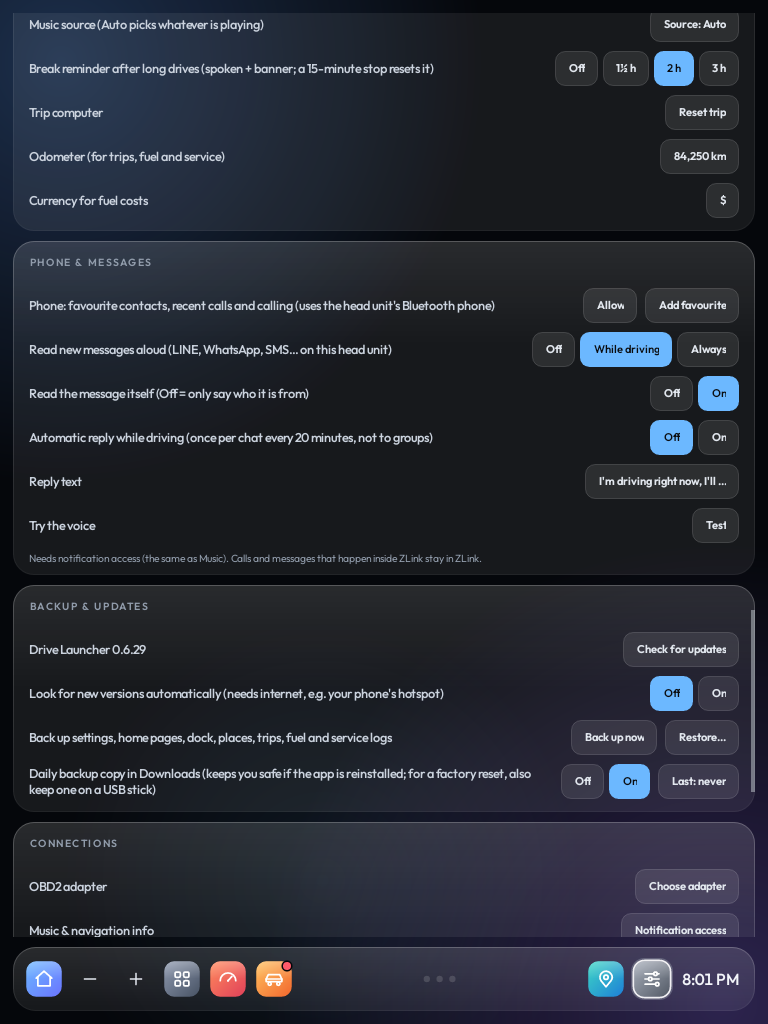 Music source (Auto picks whatever is playing)
Source: Auto
Break reminder after long drives (spoken + banner; a 15-minute stop resets it)
Off
1½ h
2 h
3 h
Trip computer
Reset trip
Odometer (for trips, fuel and service)
84,250 km
Currency for fuel costs
$
PHONE & MESSAGES
Phone: favourite contacts, recent calls and calling (uses the head unit's Bluetooth phone)
Allow
Add favourite
Read new messages aloud (LINE, WhatsApp, SMS... on this head unit)
Off
While driving
Always
Read the message itself (Off = only say who it is from)
Off
On
Automatic reply while driving (once per chat every 20 minutes, not to groups)
Off
On
Reply text
I'm driving right now, I'll ...
Try the voice
Test
Needs notification access (the same as Music). Calls and messages that happen inside ZLink stay in ZLink.
BACKUP & UPDATES
Drive Launcher 0.6.29
Check for updates
Look for new versions automatically (needs internet, e.g. your phone's hotspot)
Off
On
Back up settings, home pages, dock, places, trips, fuel and service logs
Back up now
Restore...
Daily backup copy in Downloads (keeps you safe if the app is reinstalled; for a factory reset, also
keep one on a USB stick)
Off
On
Last: never
CONNECTIONS
OBD2 adapter
Choose adapter
Music & navigation info
Notification access
8:01 PM